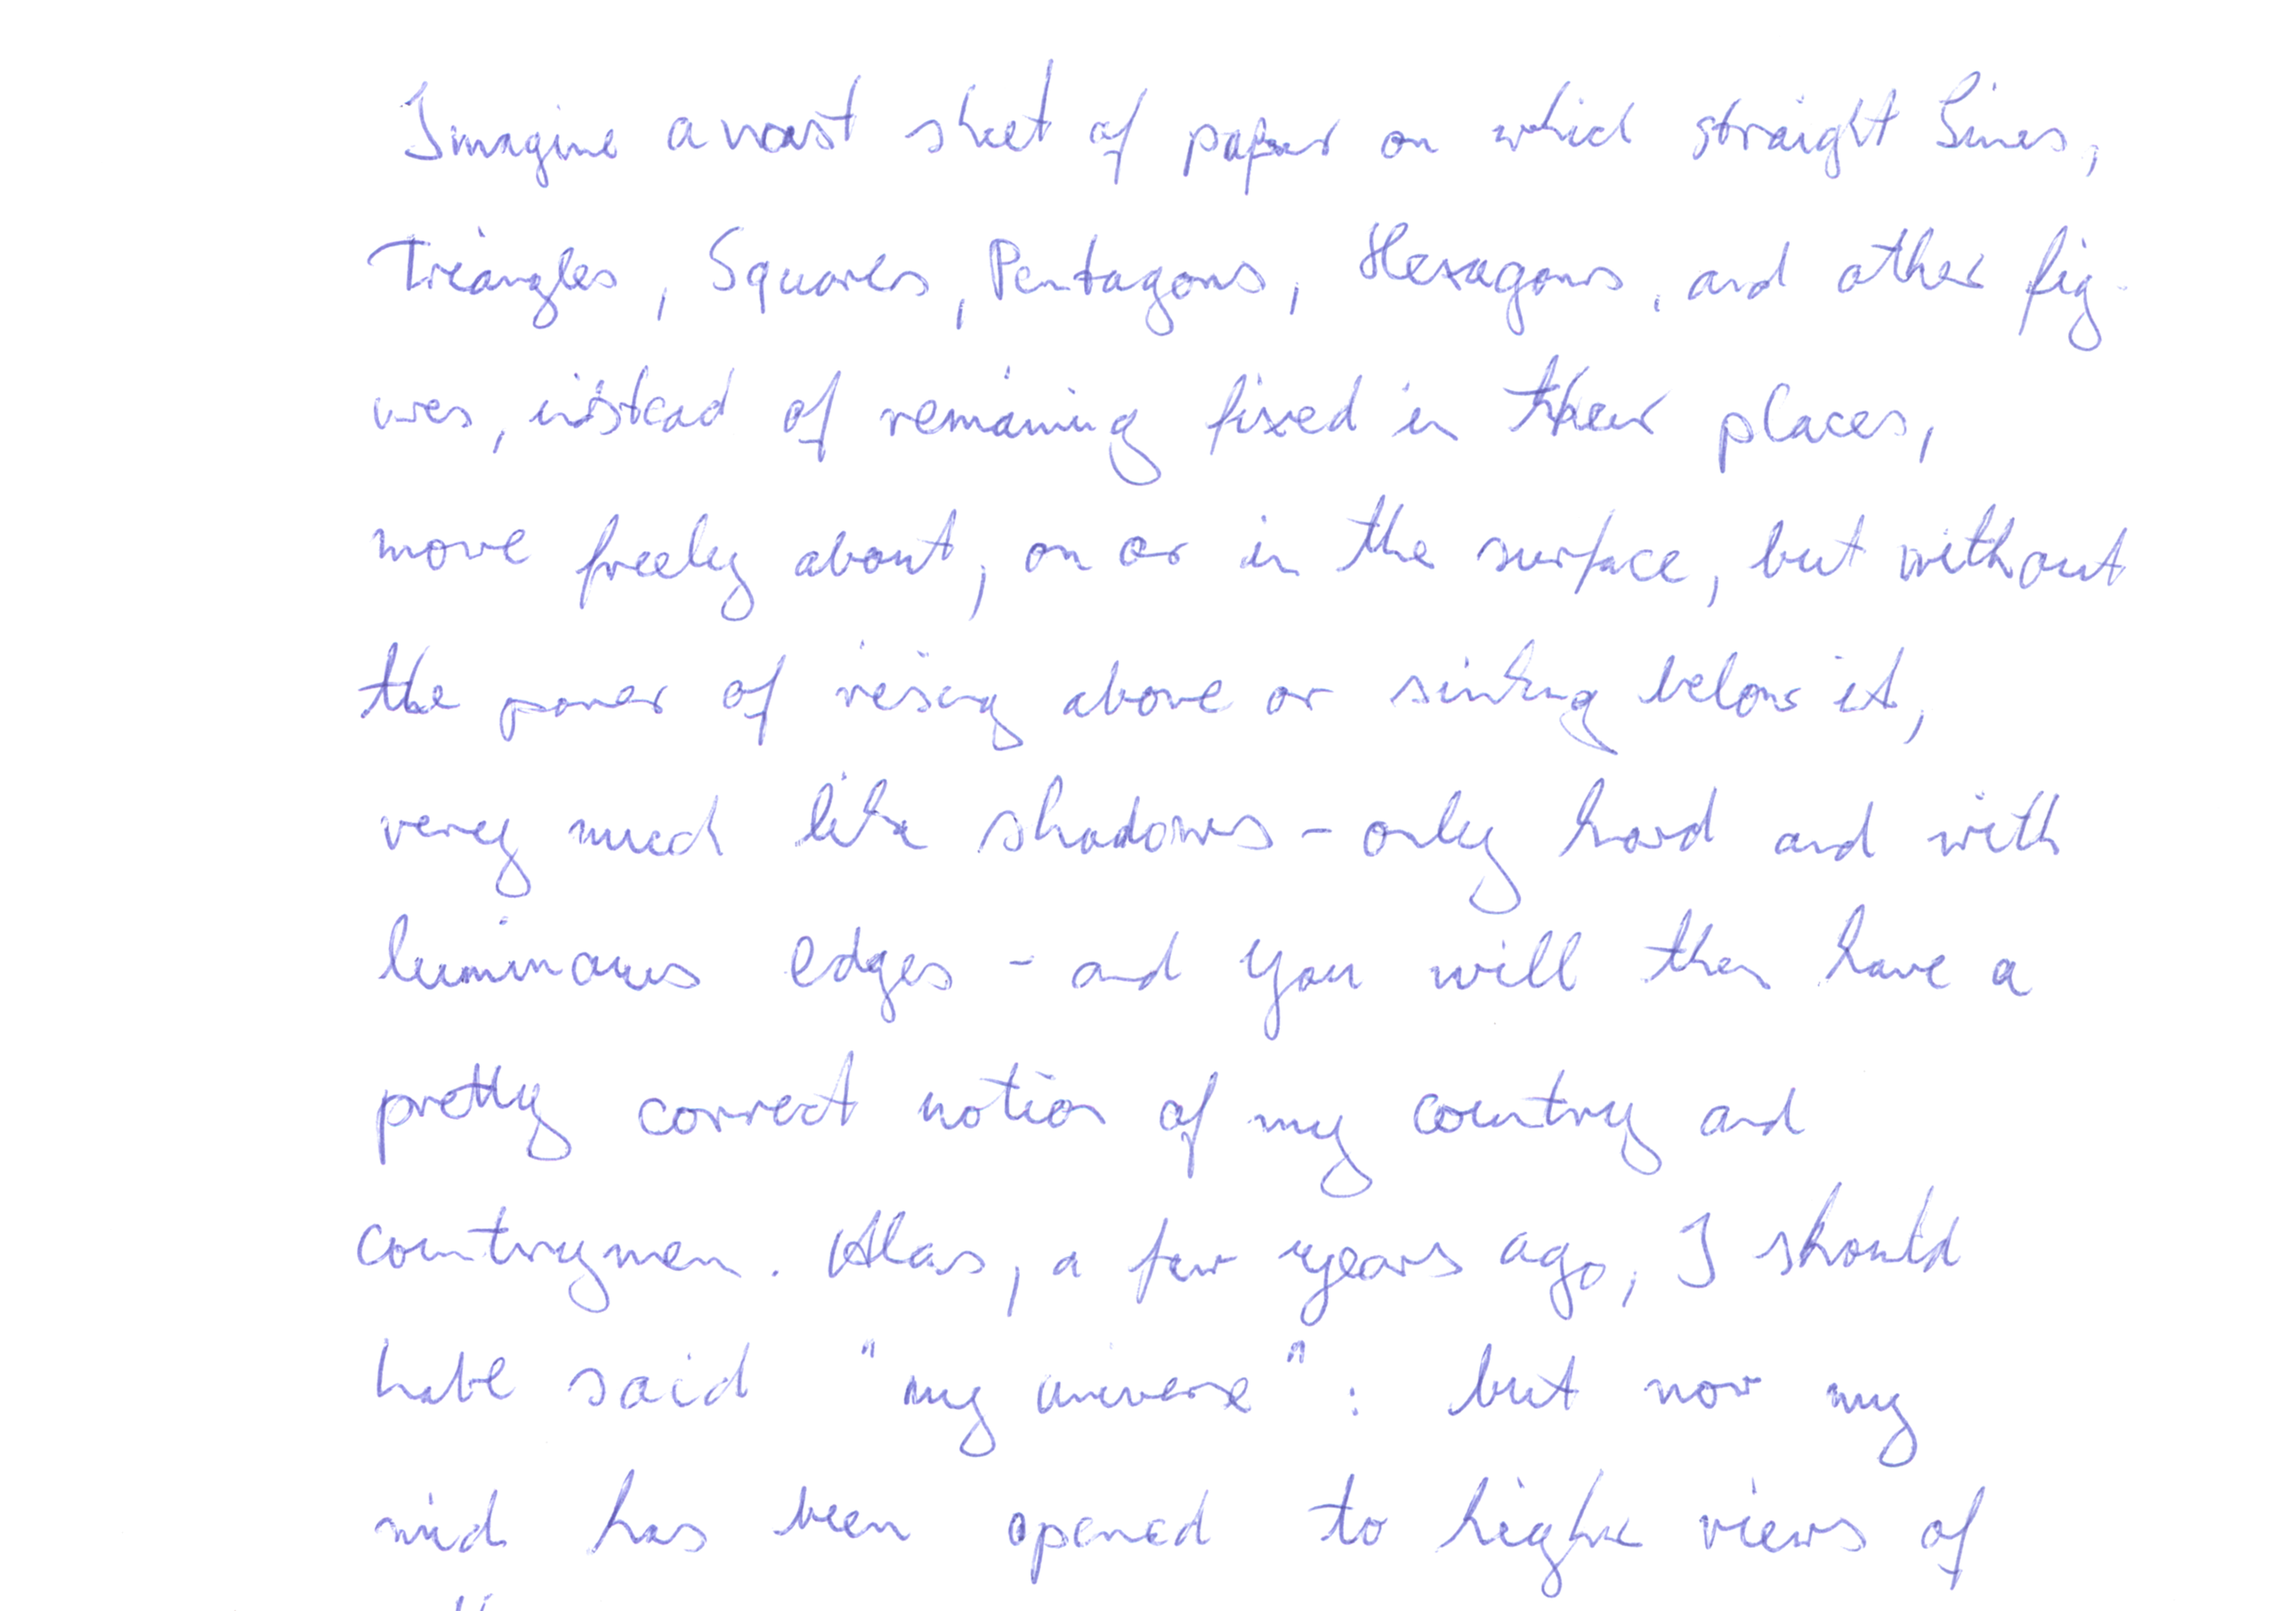 Imagine a vast sheet of paper on which straight Lines,
Triangles, Squares, Pentagons, Hexagons, and other fig-
ures, instead of remaining fixed in their places,
move freely about, on or in the surface, but without
the power of rising above or sinking below it,
very much like shadows - only hard and with
luminous edges - and you will then have a
pretty correct notion of my country and
countrymen. Alas, a few years ago, I should
have said "my universe": but now my
mind has been opened to higher views of